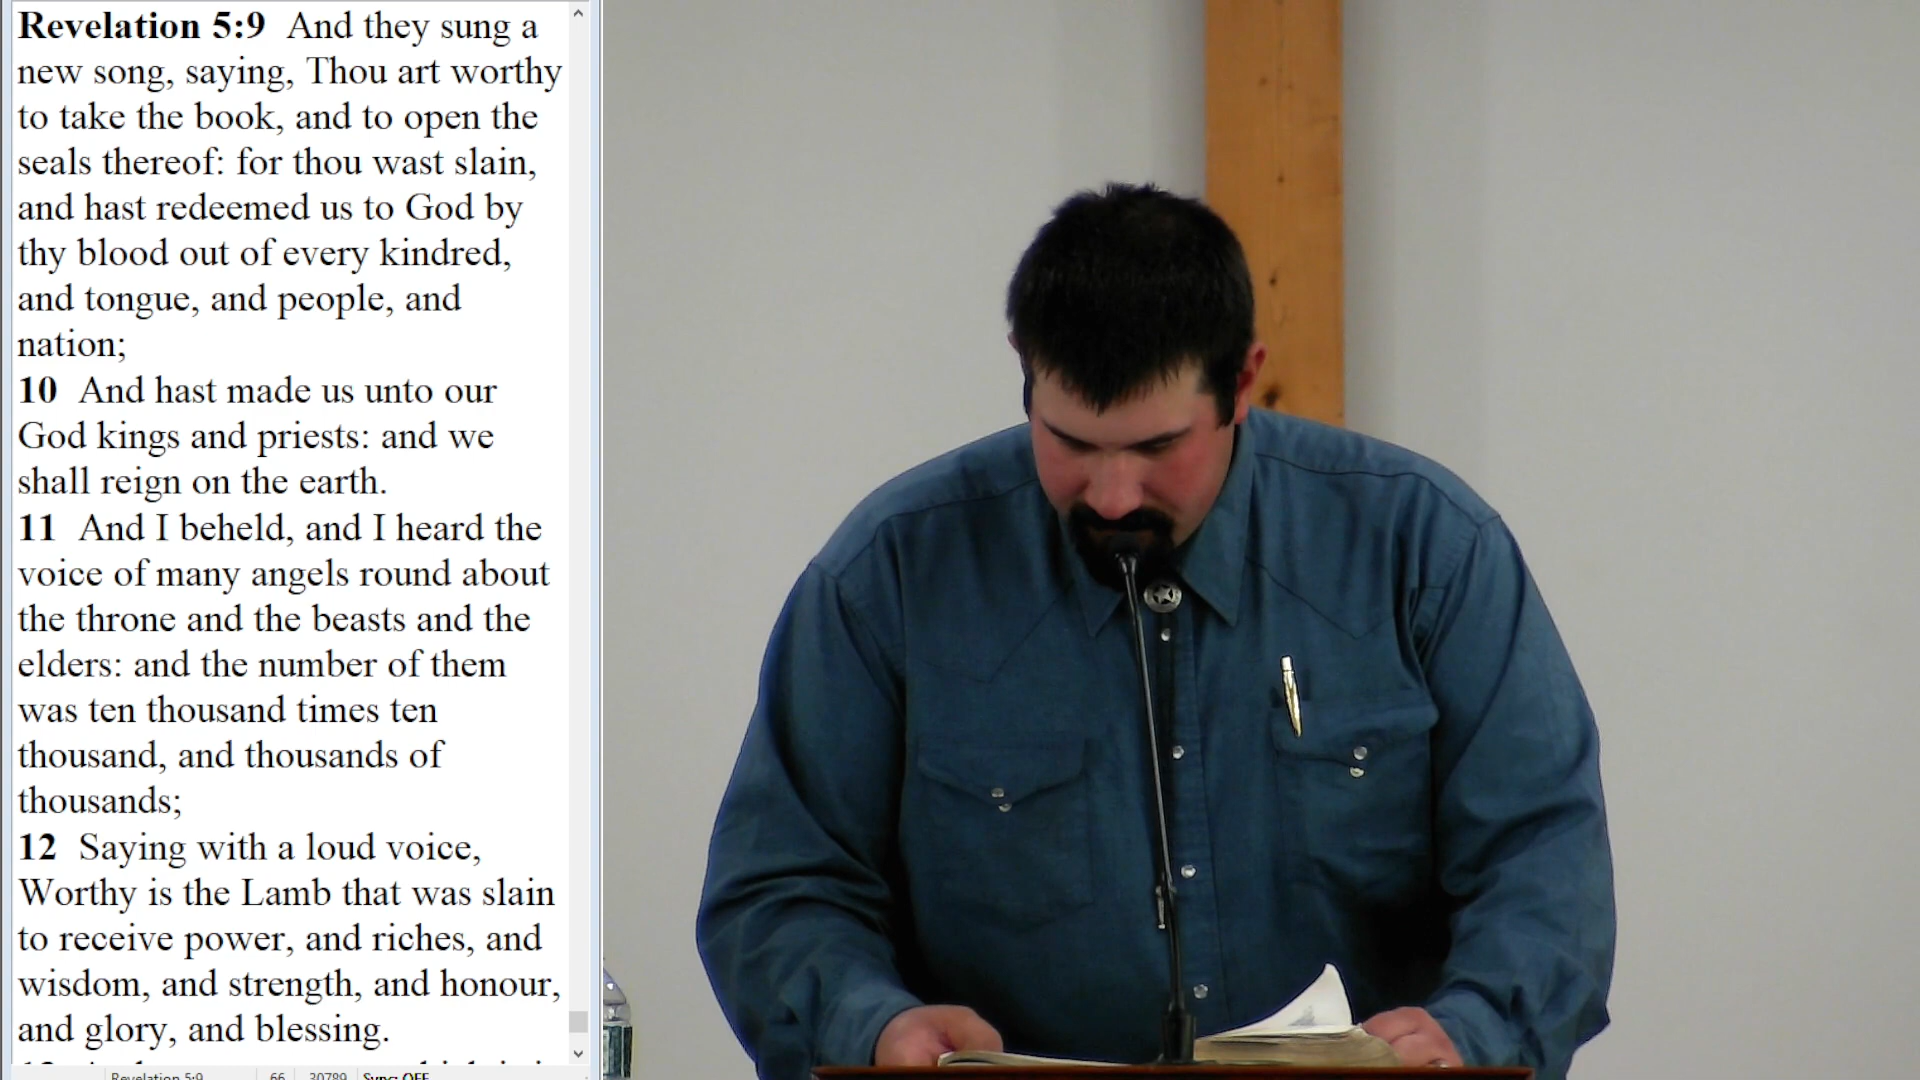 Revelation 5:9 And they sung a
new song, saying, Thou art worthy
to take the book, and to open the
seals thereof: for thou wast slain,
and hast redeemed us to God by
thy blood out of every kindred,
and tongue, and people, and
nation;
10 And hast made us unto our
God kings and priests: and we
shall reign on the earth.
11 And I beheld, and I heard the
voice of many angels round about
the throne and the beasts and the
elders: and the number of them
was ten thousand times ten
thousand, and thousands of
thousands;
12 Saying with a loud voice,
Worthy is the Lamb that was slain
to receive power, and riches, and
wisdom, and strength, and honour,
and glory, and blessing.
Revelation 5:9 66 30789 Sync: OFF